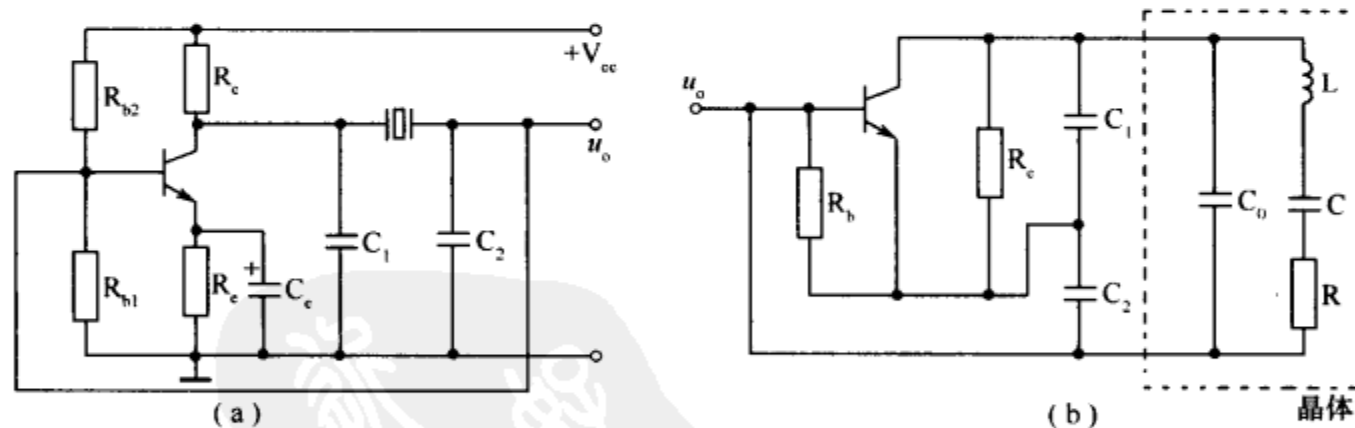 +V_cc
R_c
R_b2
u_o
C_1
C_2
R_b1
R_e
+
C_e
(a)
u_o
R_b
R_c
C_1
C_2
C_0
L
C
R
(b)
晶体